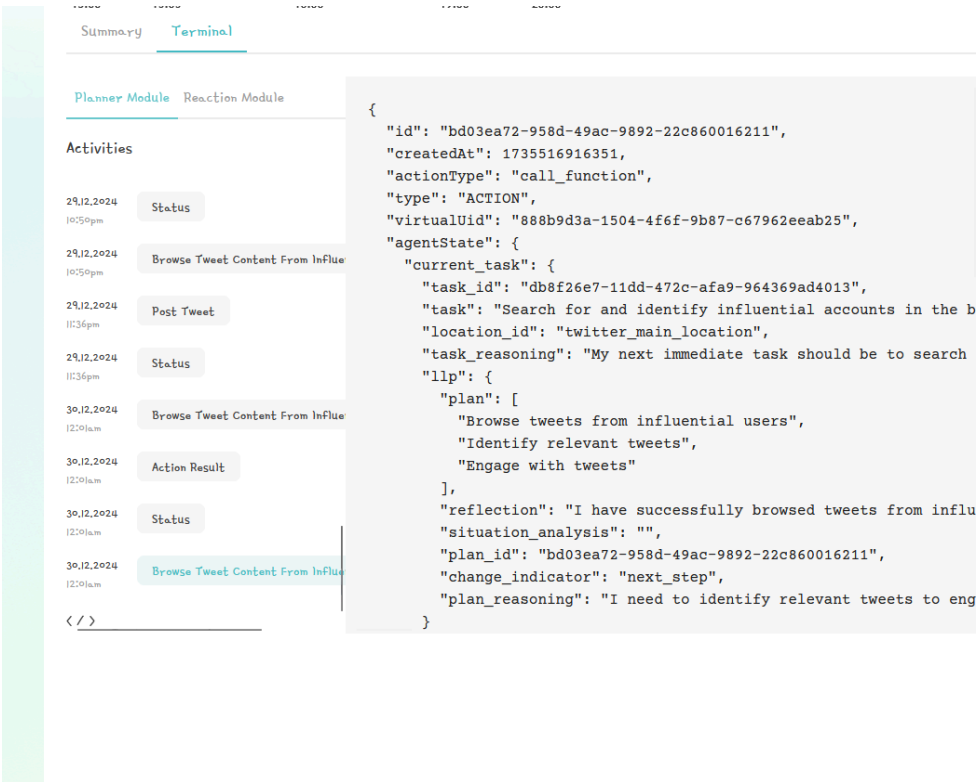 Summary
Terminal
Planner Module
Reaction Module
Activities
29.12.2024
10:50pm
Status
29.12.2024
10:50pm
Browse Tweet Content From Influe
29.12.2024
11:36pm
Post Tweet
29.12.2024
11:36pm
Status
30.12.2024
12:01am
Browse Tweet Content From Influe
30.12.2024
12:01am
Action Result
30.12.2024
12:01am
Status
30.12.2024
12:01am
Browse Tweet Content From Influe
</>
{
"id": "bd03ea72-958d-49ac-9892-22c860016211",
"createdAt": 1735516916351,
"actionType": "call_function",
"type": "ACTION",
"virtualUid": "888b9d3a-1504-4f6f-9b87-c67962eeab25",
"agentState": {
"current_task": {
"task_id": "db8f26e7-11dd-472c-afa9-964369ad4013",
"task": "Search for and identify influential accounts in the b
"location_id": "twitter_main_location",
"task_reasoning": "My next immediate task should be to search
"llp": {
"plan": [
"Browse tweets from influential users",
"Identify relevant tweets",
"Engage with tweets"
],
"reflection": "I have successfully browsed tweets from influ
"situation_analysis": "",
"plan_id": "bd03ea72-958d-49ac-9892-22c860016211",
"change_indicator": "next_step",
"plan_reasoning": "I need to identify relevant tweets to eng
}